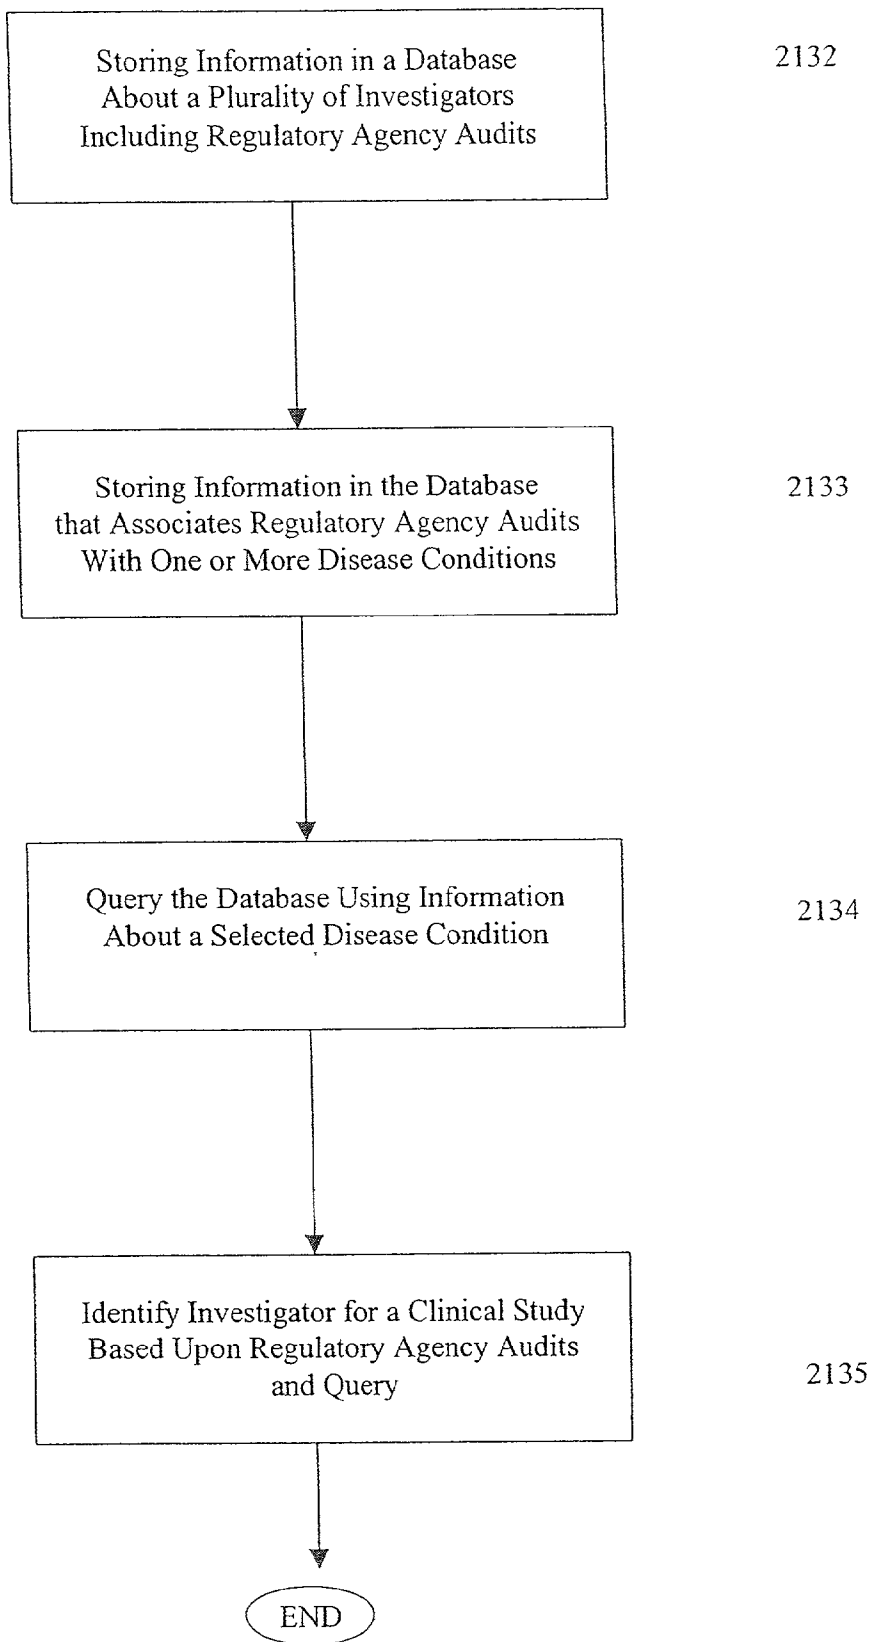 Storing Information in a Database
About a Plurality of Investigators
Including Regulatory Agency Audits
2132
Storing Information in the Database
that Associates Regulatory Agency Audits
With One or More Disease Conditions
2133
Query the Database Using Information
About a Selected Disease Condition
2134
Identify Investigator for a Clinical Study
Based Upon Regulatory Agency Audits
and Query
2135
END